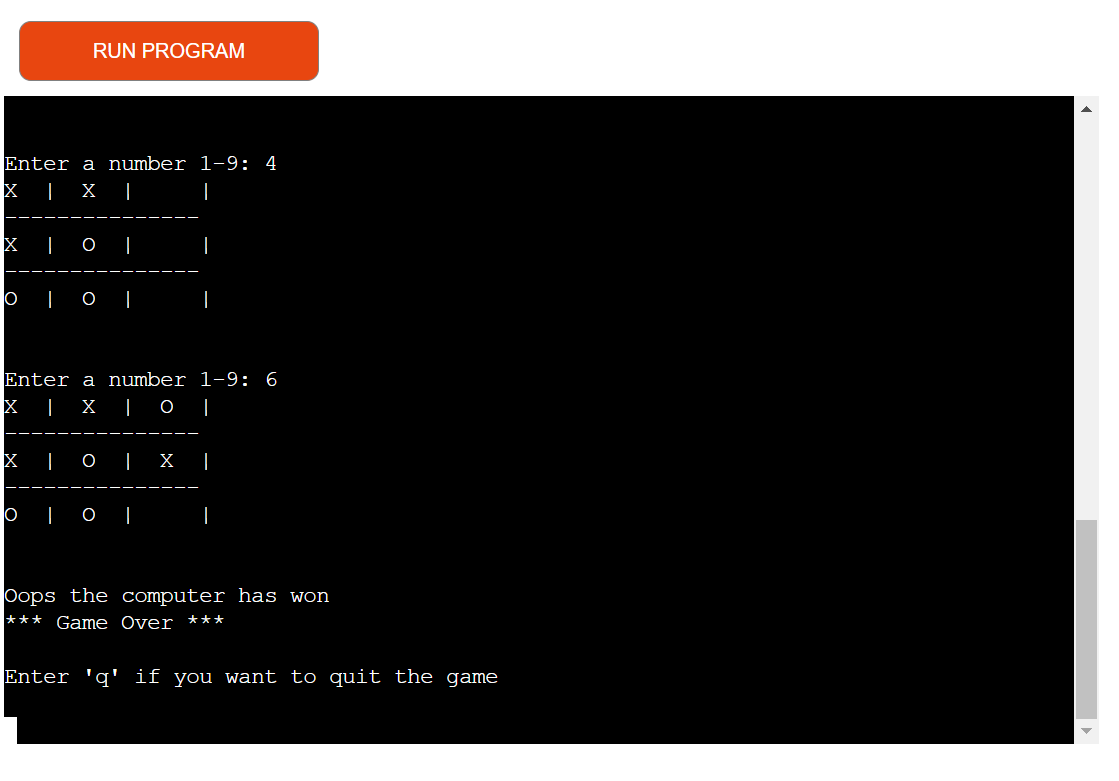 RUN PROGRAM
Enter a number 1-9: 4
X  |  X  |     |
---------------
X  |  O  |     |
---------------
O  |  O  |     |
Enter a number 1-9: 6
X  |  X  |  O  |
---------------
X  |  O  |  X  |
---------------
O  |  O  |     |
Oops the computer has won
*** Game Over ***
Enter 'q' if you want to quit the game